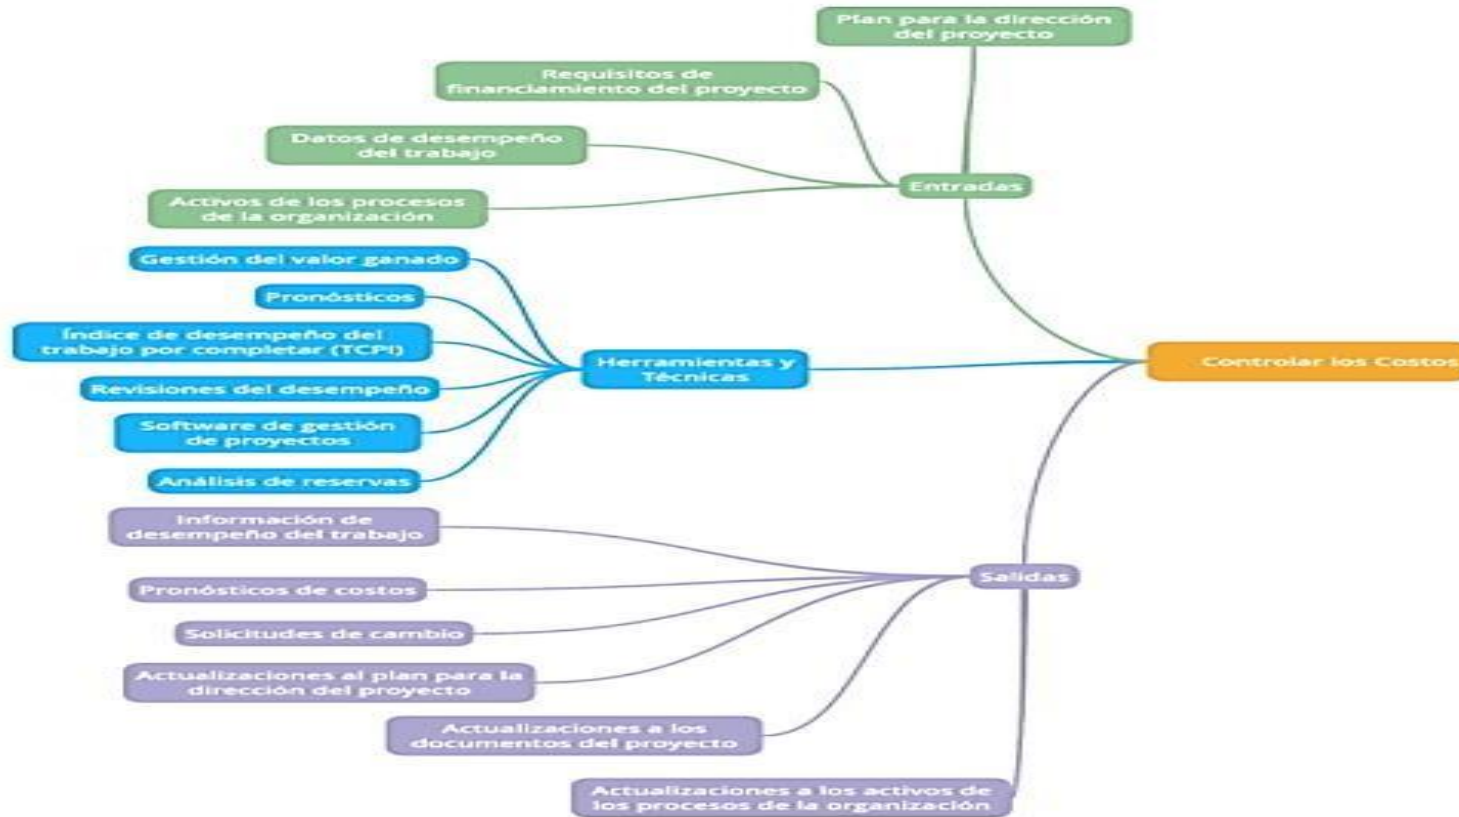 Plan para la dirección
del proyecto
Requisitos de
financiamiento del proyecto
Datos de desempeño
del trabajo
Activos de los procesos
de la organización
Entradas
Gestión del valor ganado
Pronósticos
Índice de desempeño del
trabajo por completar (TCPI)
Revisiones del desempeño
Software de gestión
de proyectos
Análisis de reservas
Herramientas y
Técnicas
Controlar los Costos
Información de
desempeño del trabajo
Pronósticos de costos
Solicitudes de cambio
Actualizaciones al plan para la
dirección del proyecto
Actualizaciones a los
documentos del proyecto
Actualizaciones a los activos de
los procesos de la organización
Salidas